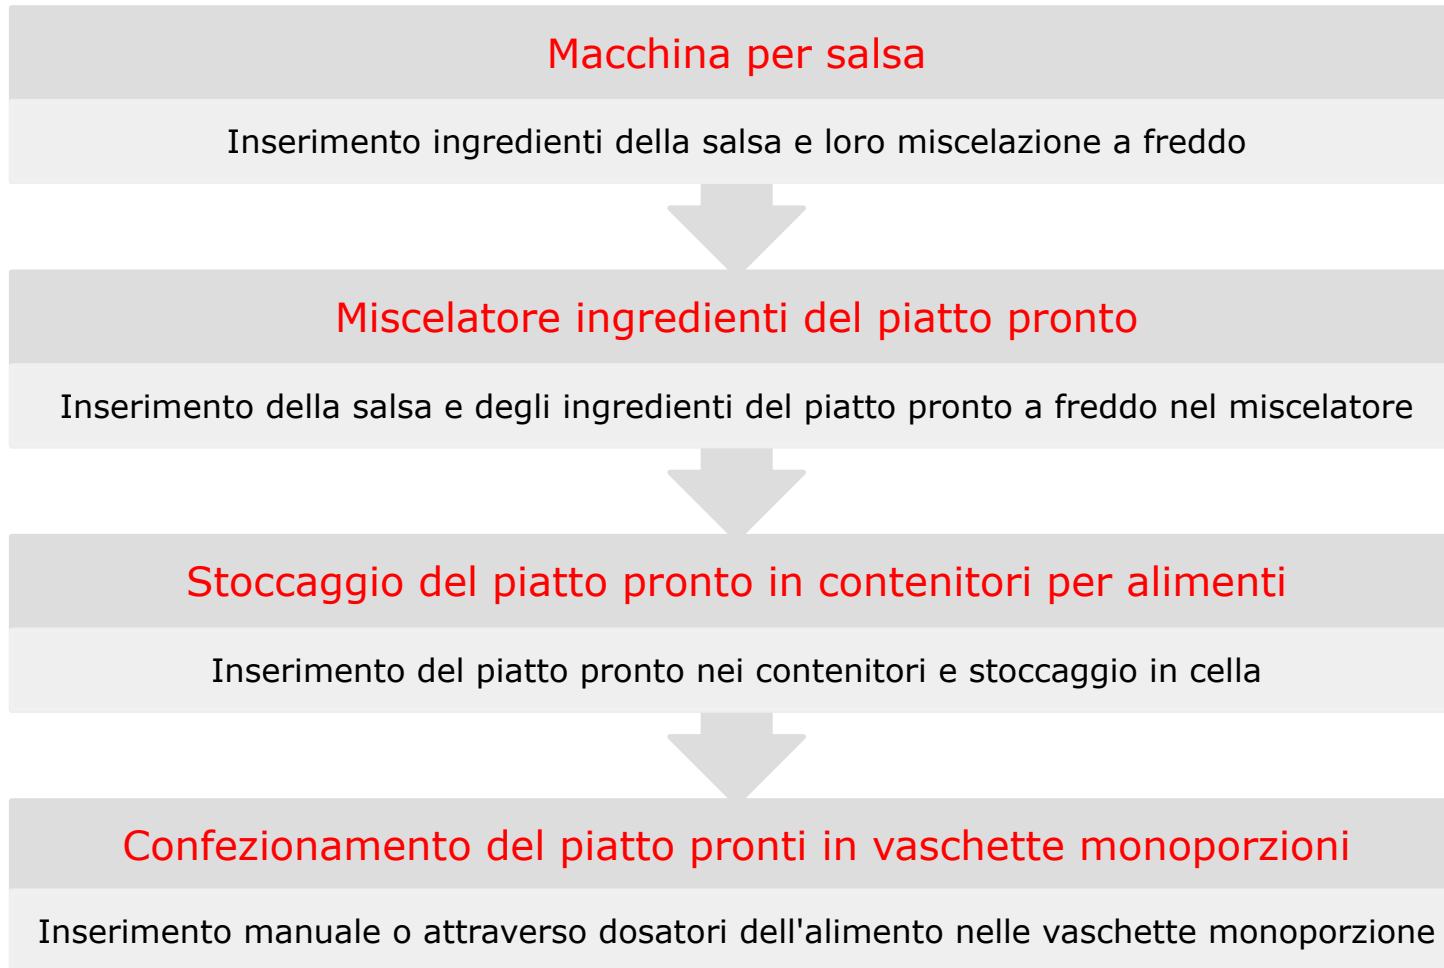 Macchina per salsa
Inserimento ingredienti della salsa e loro miscelazione a freddo
Miscelatore ingredienti del piatto pronto
Inserimento della salsa e degli ingredienti del piatto pronto a freddo nel miscelatore
Stoccaggio del piatto pronto in contenitori per alimenti
Inserimento del piatto pronto nei contenitori e stoccaggio in cella
Confezionamento del piatto pronti in vaschette monoporzioni
Inserimento manuale o attraverso dosatori dell'alimento nelle vaschette monoporzione